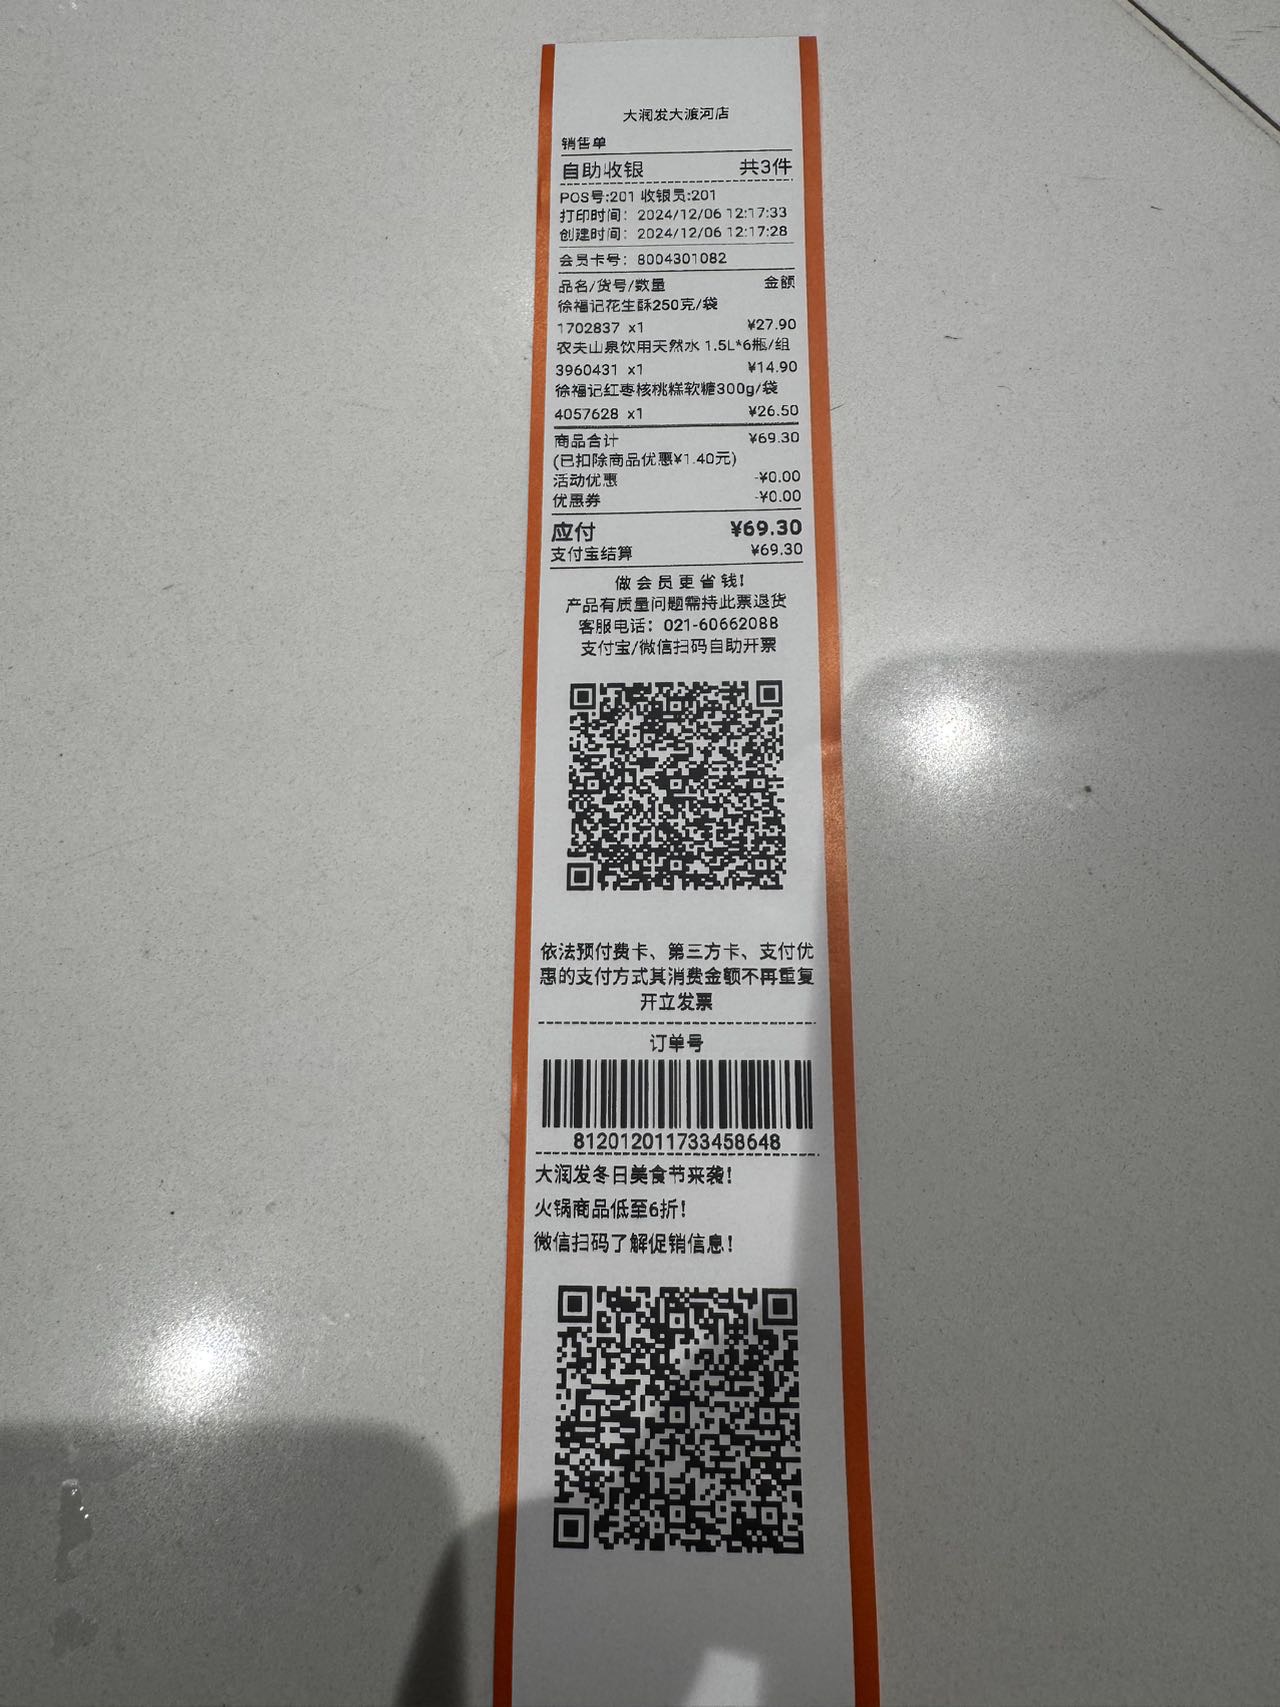 大润发大渡河店
销售单
自助收银 共3件
POS号:201 收银员:201
打印时间: 2024/12/06 12:17:33
创建时间: 2024/12/06 12:17:28
会员卡号: 8004301082
品名/货号/数量 金额
徐福记花生酥250克/袋
1702837 x1 ¥27.90
农夫山泉饮用天然水 1.5L*6瓶/组
3960431 x1 ¥14.90
徐福记红枣核桃糕软糖300g/袋
4057628 x1 ¥26.50
商品合计 ¥69.30
(已扣除商品优惠¥1.40元)
活动优惠 -¥0.00
优惠券 -¥0.00
应付 ¥69.30
支付宝结算 ¥69.30
做会员更省钱!
产品有质量问题需持此票退货
客服电话: 021-60662088
支付宝/微信扫码自助开票
依法预付费卡、第三方卡、支付优
惠的支付方式其消费金额不再重复
开立发票
订单号
812012011733458648
大润发冬日美食节来袭!
火锅商品低至6折!
微信扫码了解促销信息!